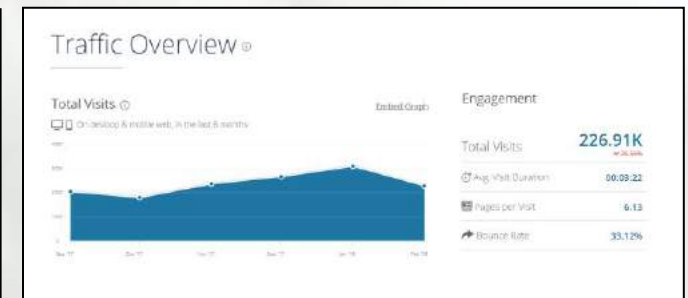 Traffic Overview
Total Visits
Embed Graph
On desktop & mobile web, in the last 6 months
Engagement
Total Visits 226.91K
Avg. Visit Duration 00:03:22
Pages per Visit 6.13
Bounce Rate 33.12%